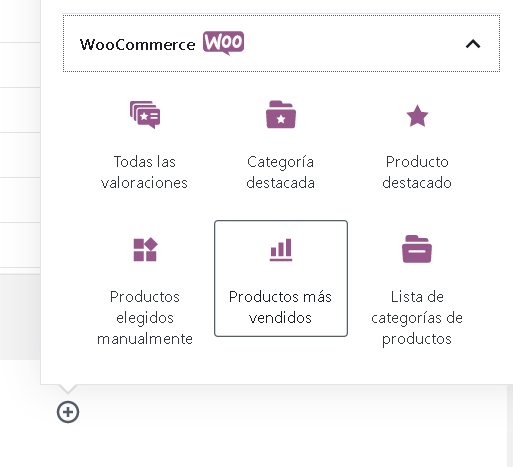 WooCommerce WOO
Todas las
valoraciones
Categoría
destacada
Producto
destacado
Productos
elegidos
manualmente
Productos más
vendidos
Lista de
categorías de
productos